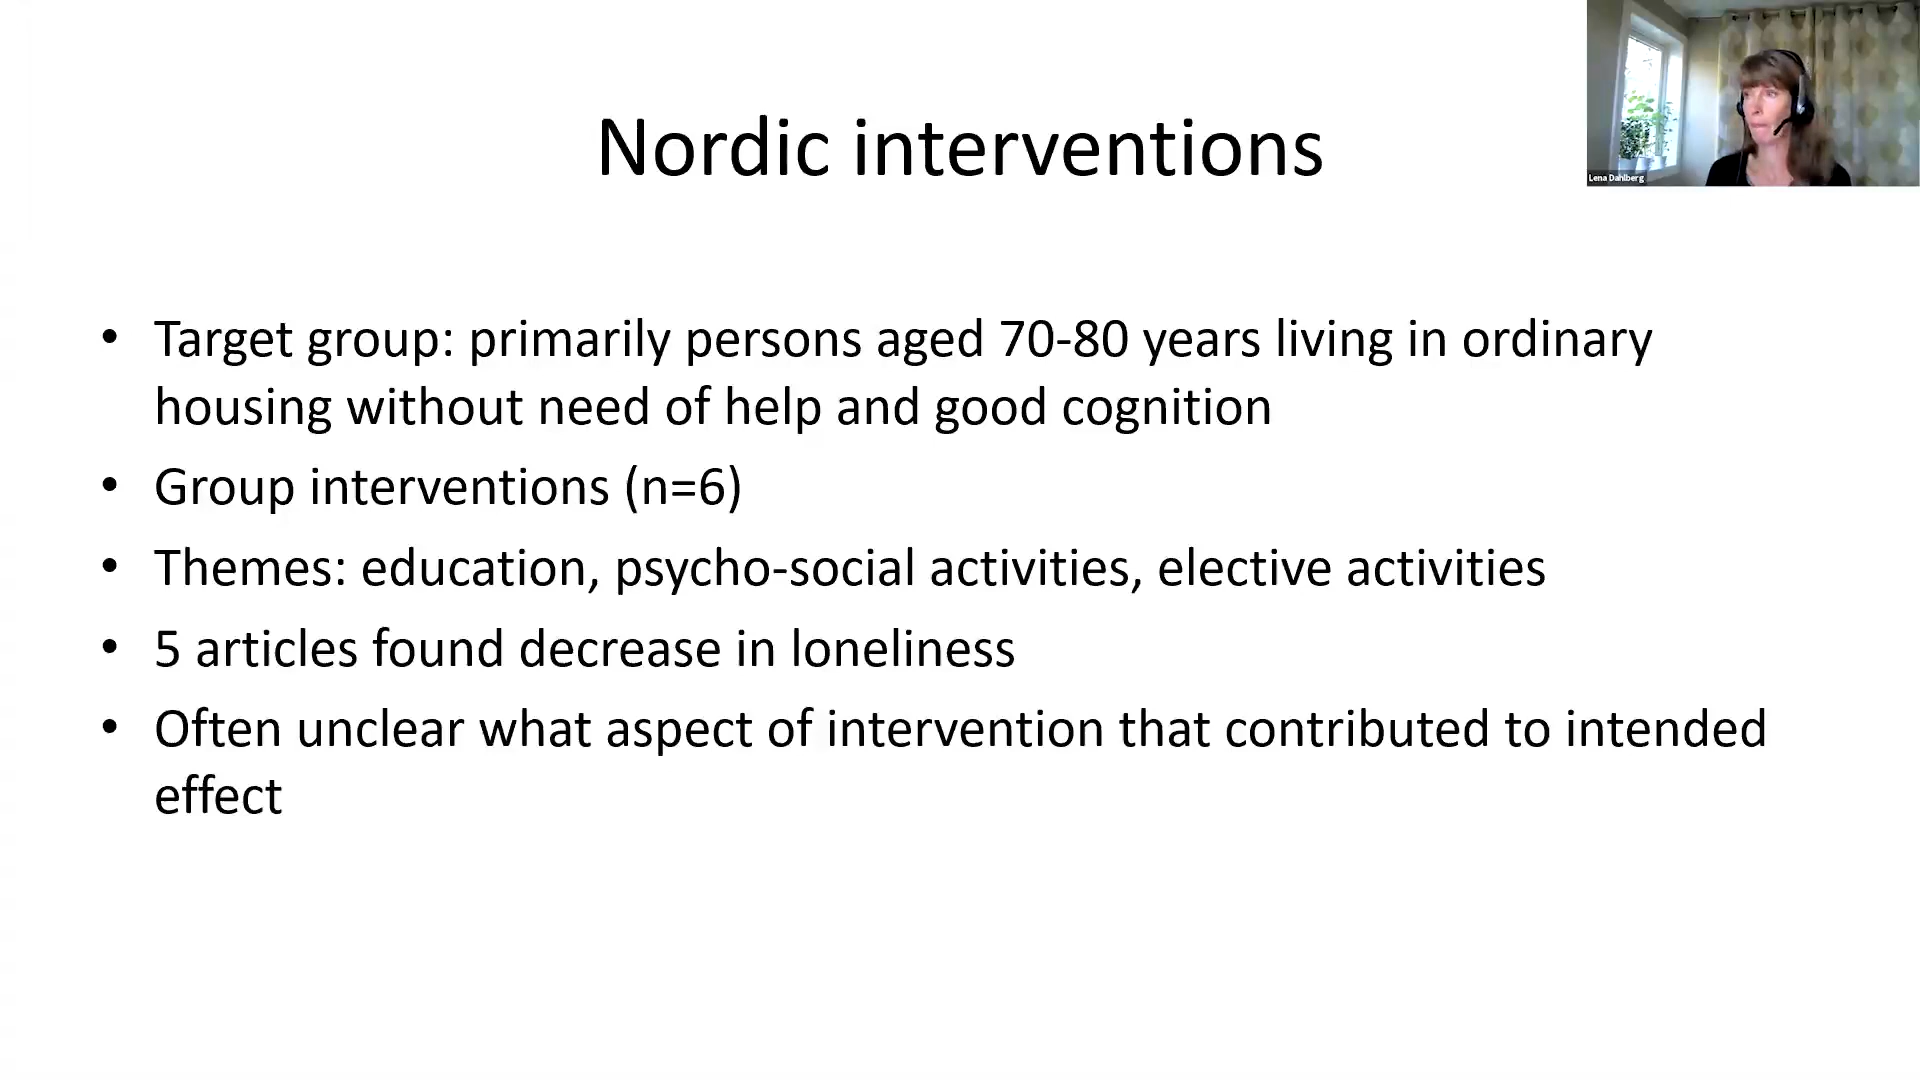 Nordic interventions
Lena Dahlberg
• Target group: primarily persons aged 70-80 years living in ordinary
housing without need of help and good cognition
• Group interventions (n=6)
• Themes: education, psycho-social activities, elective activities
• 5 articles found decrease in loneliness
• Often unclear what aspect of intervention that contributed to intended
effect